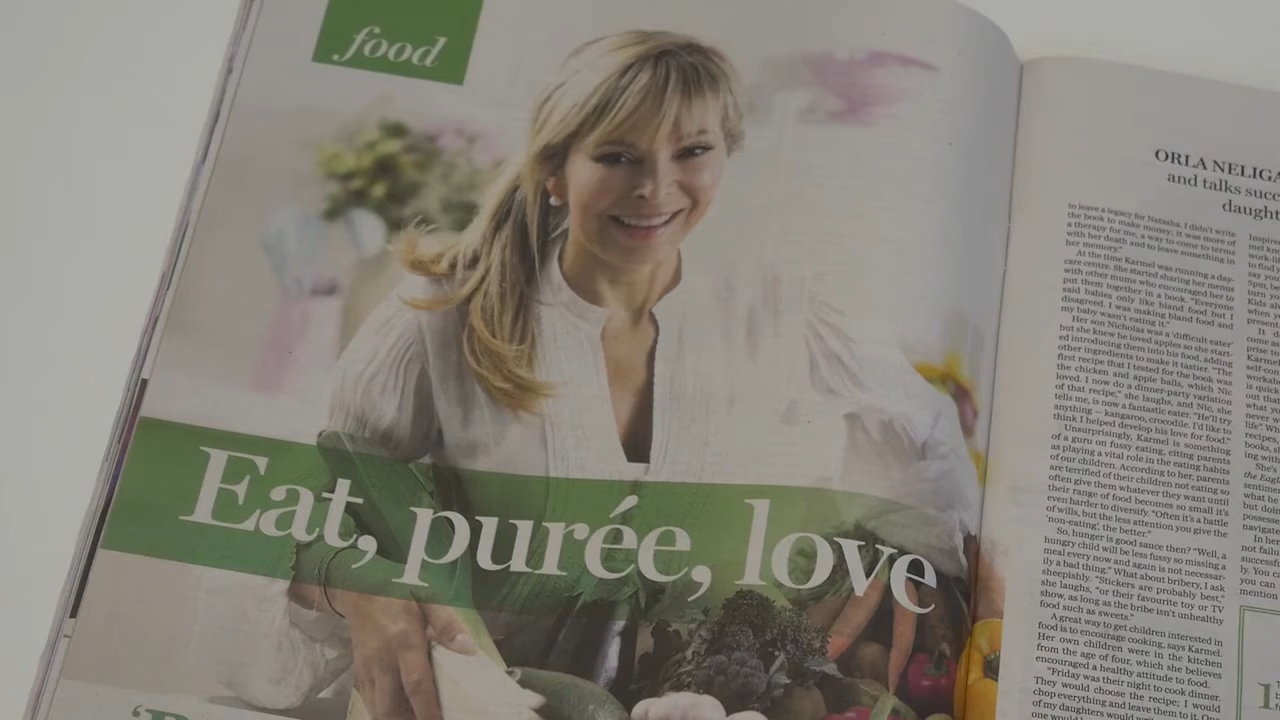 food
Eat, purée, love
ORLA
and talks
to leave a legacy for Natasha. I didn't write
the book to make money; it was more of
a therapy for me, a way to come to terms
with her death and to leave something in
her memory."
At the time Karmel was running a day-
care centre. She started sharing her menus
with other mums who encouraged her to
put them together in a book. "Everyone
said babies only like bland food but I
disagreed. I was making bland food and
my baby wasn't eating it."
Her son Nicholas was a 'difficult eater'
but she knew he loved apples so she start-
ed introducing them into his food, adding
other ingredients to make it tastier. "The
first recipe that I tested for the book was
the chicken and apple balls, which Nic
loved. I now do a dinner-party variation
of that recipe," she laughs, and Nic, she
tells me, is now a fantastic eater. "He'll try
anything — kangaroo, crocodile. I'd like to
think I helped develop his love for food."
Unsurprisingly, Karmel is something
of a guru on fussy eating, citing parents
as playing a vital role in the eating habits
of our children. According to her, parents
are terrified of their children not eating so
often give them whatever they want until
their range of food becomes so small it's
even harder to diversify. "Often it's a battle
of wills, but the less attention you give the
'non-eating', the better."
So, hunger is good sauce then? "Well, a
hungry child will be less fussy so missing a
meal every now and again is not necessar-
ily a bad thing." What about bribery, I ask
sheepishly. "Stickers are probably best,"
she laughs, "or their favourite toy or TV
show, as long as the bribe isn't unhealthy
food such as sweets."
A great way to get children interested in
food is to encourage cooking, says Karmel.
Her own children were in the kitchen
from the age of four, which she believes
encouraged a healthy attitude to food.
"Friday was their night to cook dinner.
They would choose the recipe; I would
chop everything and leave them to it.
of my daughters